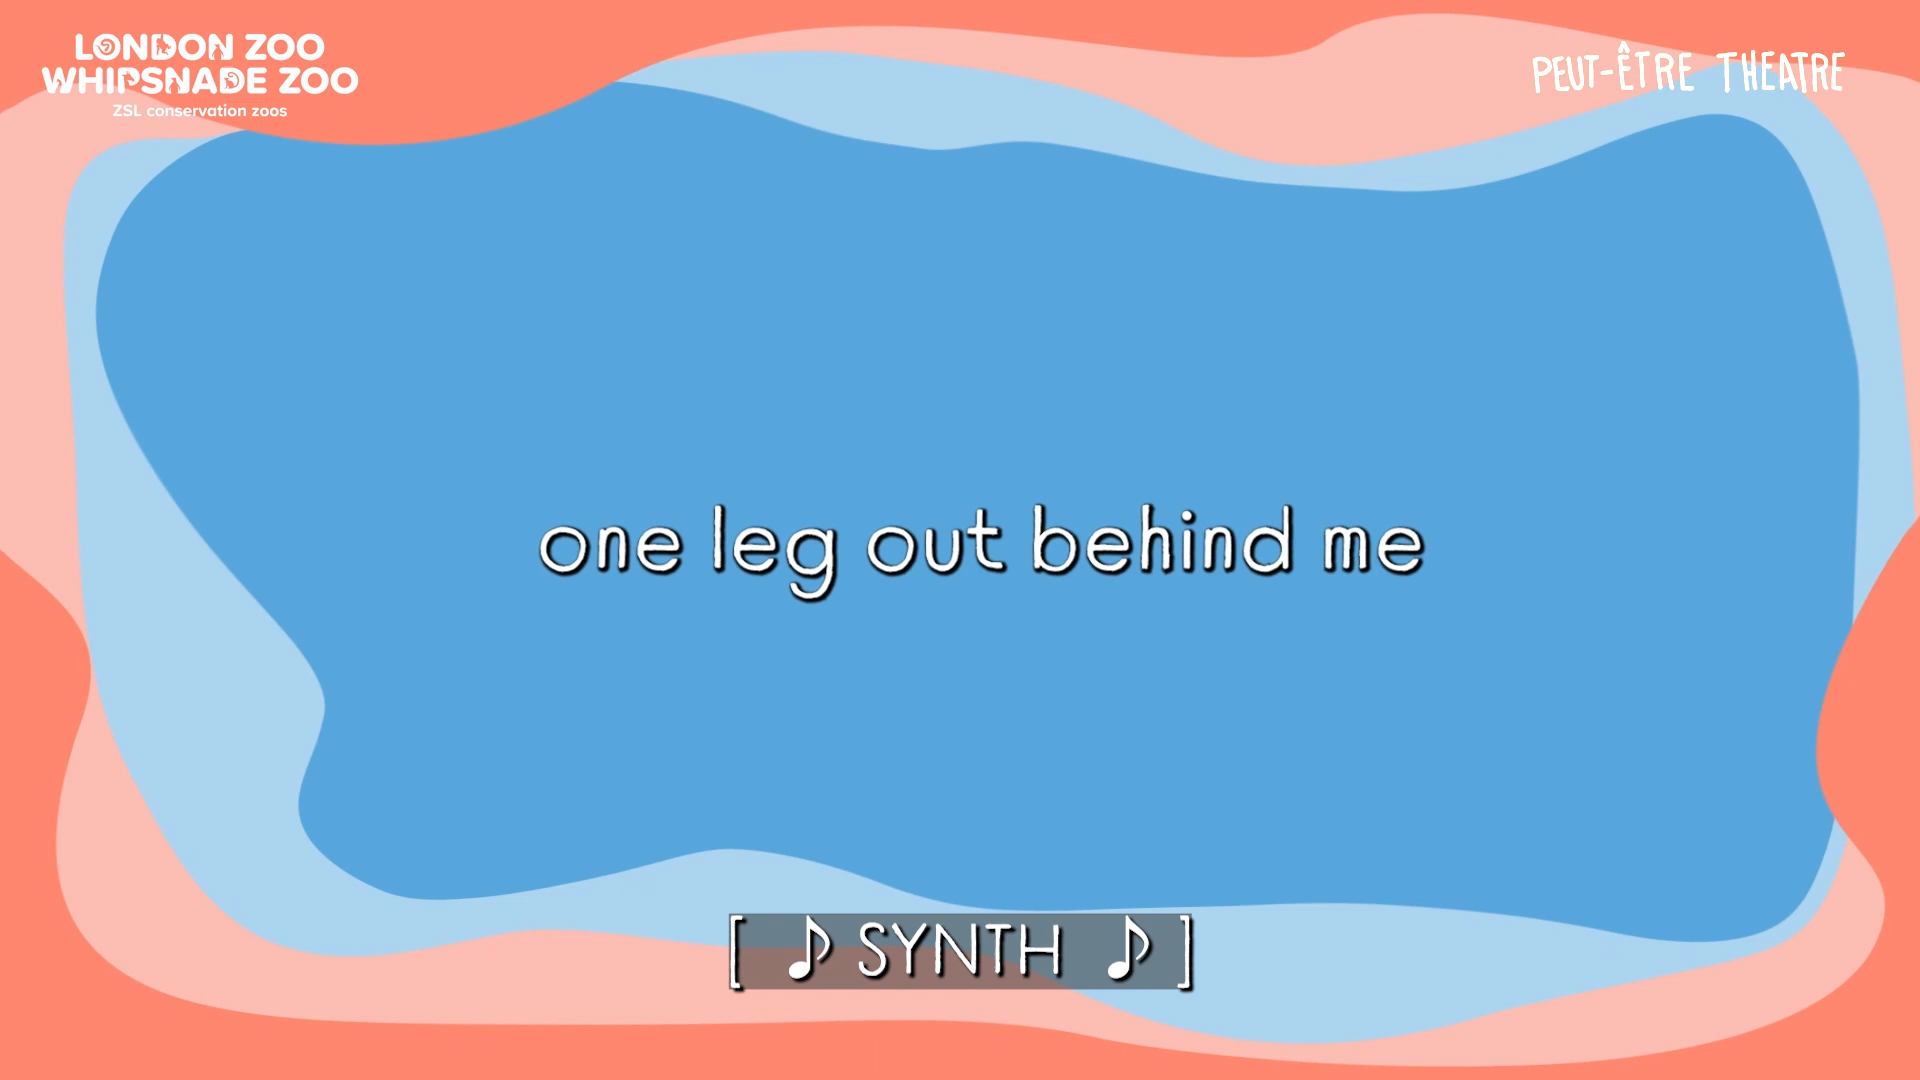 LONDON ZOO
WHIPSNADE ZOO
ZSL conservation zoos
PEUT-ÊTRE THEATRE
one leg out behind me
[ ♪ SYNTH ♪ ]